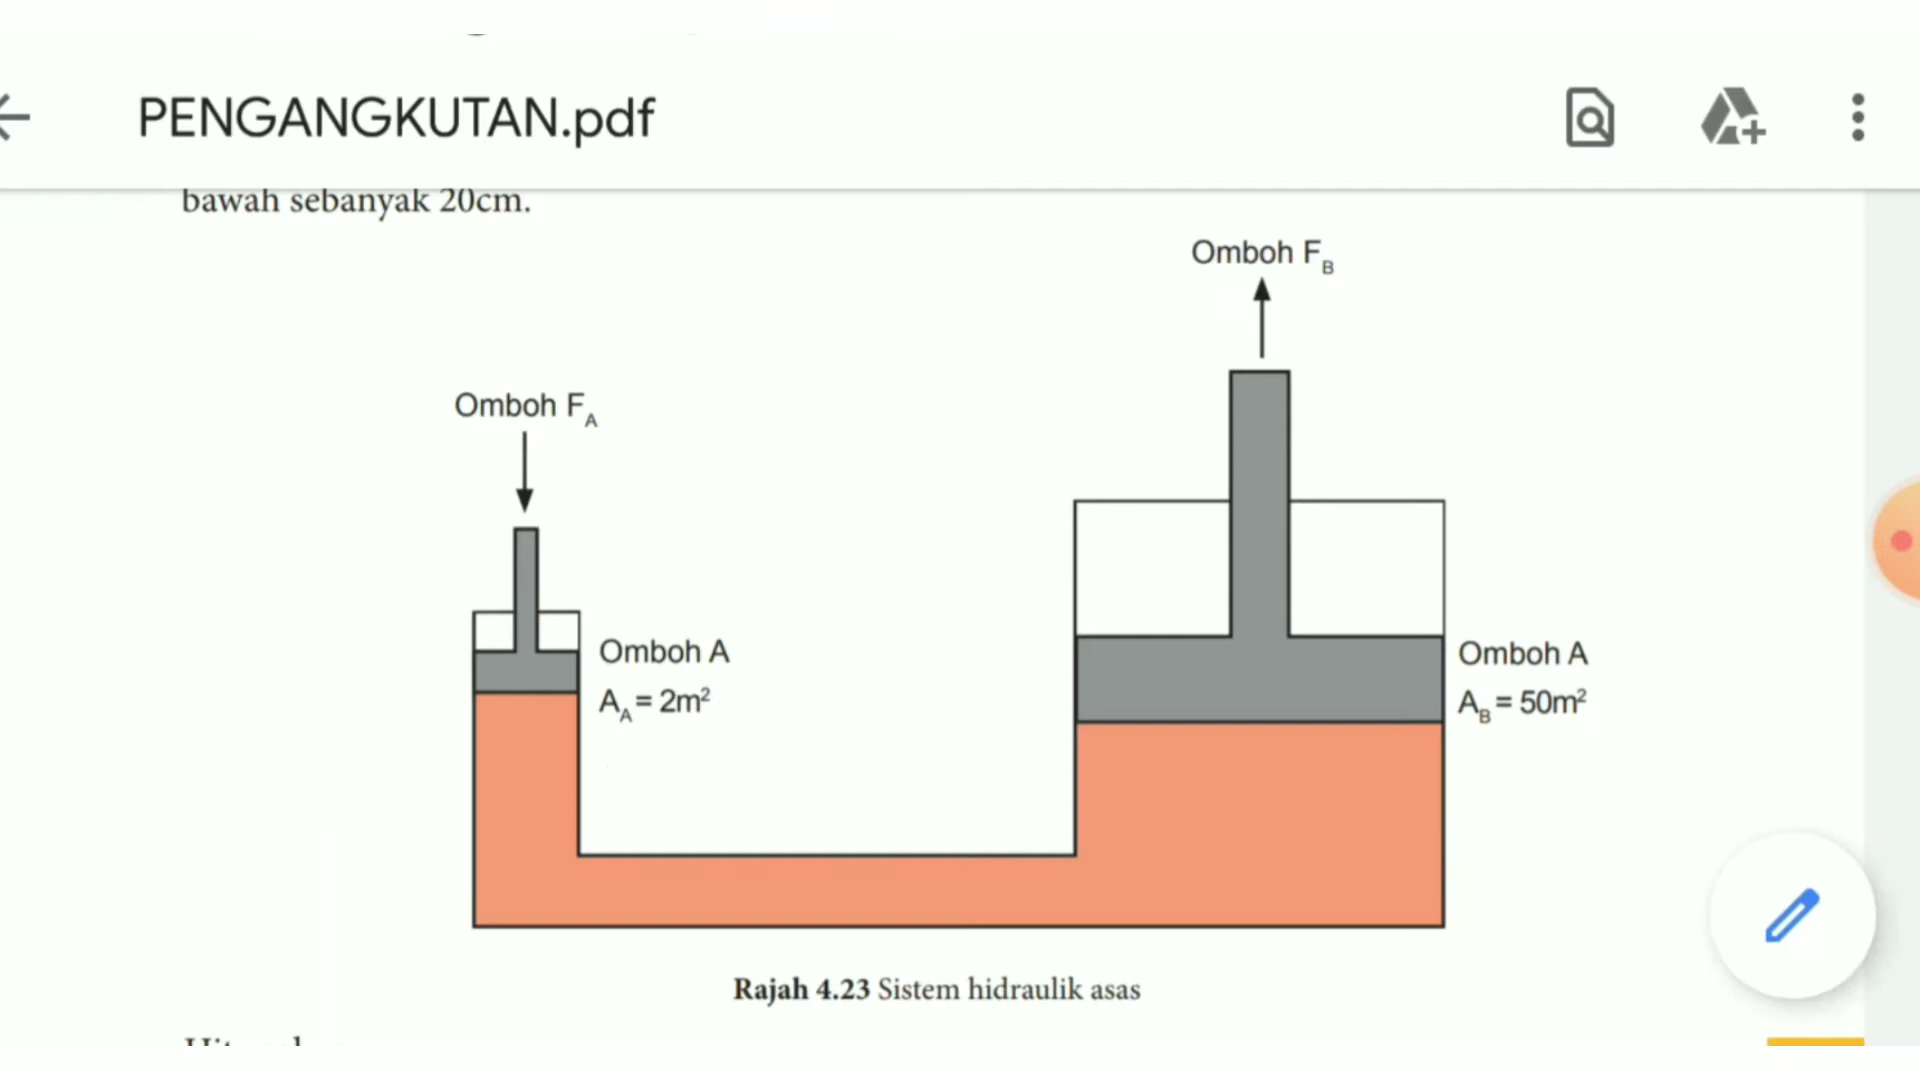 PENGANGKUTAN.pdf
bawah sebanyak 20cm.
Omboh F_B
Omboh F_A
Omboh A
A_A = 2m²
Omboh A
A_B = 50m²
Rajah 4.23 Sistem hidraulik asas